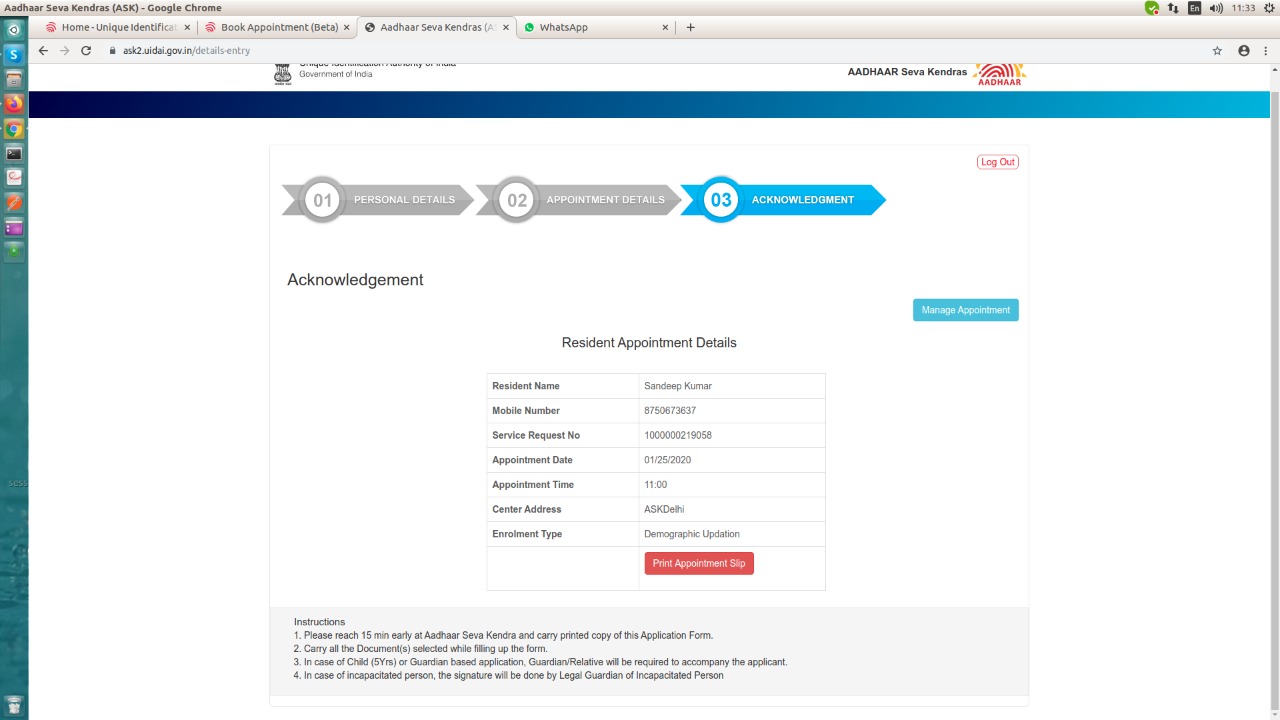 Aadhaar Seva Kendras (ASK) - Google Chrome
En 11:33
Home - Unique Identificat × Book Appointment (Beta) × Aadhaar Seva Kendras (A × WhatsApp × +
ask2.uidai.gov.in/details-entry
Unique Identification Authority of India
Government of India
AADHAAR Seva Kendras
AADHAAR
Log Out
01 PERSONAL DETAILS 02 APPOINTMENT DETAILS 03 ACKNOWLEDGMENT
Acknowledgement
Manage Appointment
Resident Appointment Details
Resident Name Sandeep Kumar
Mobile Number 8750673637
Service Request No 1000000219058
Appointment Date 01/25/2020
Appointment Time 11:00
Center Address ASKDelhi
Enrolment Type Demographic Updation
Print Appointment Slip
Instructions
1. Please reach 15 min early at Aadhaar Seva Kendra and carry printed copy of this Application Form.
2. Carry all the Document(s) selected while filling up the form.
3. In case of Child (5Yrs) or Guardian based application, Guardian/Relative will be required to accompany the applicant.
4. In case of incapacitated person, the signature will be done by Legal Guardian of Incapacitated Person